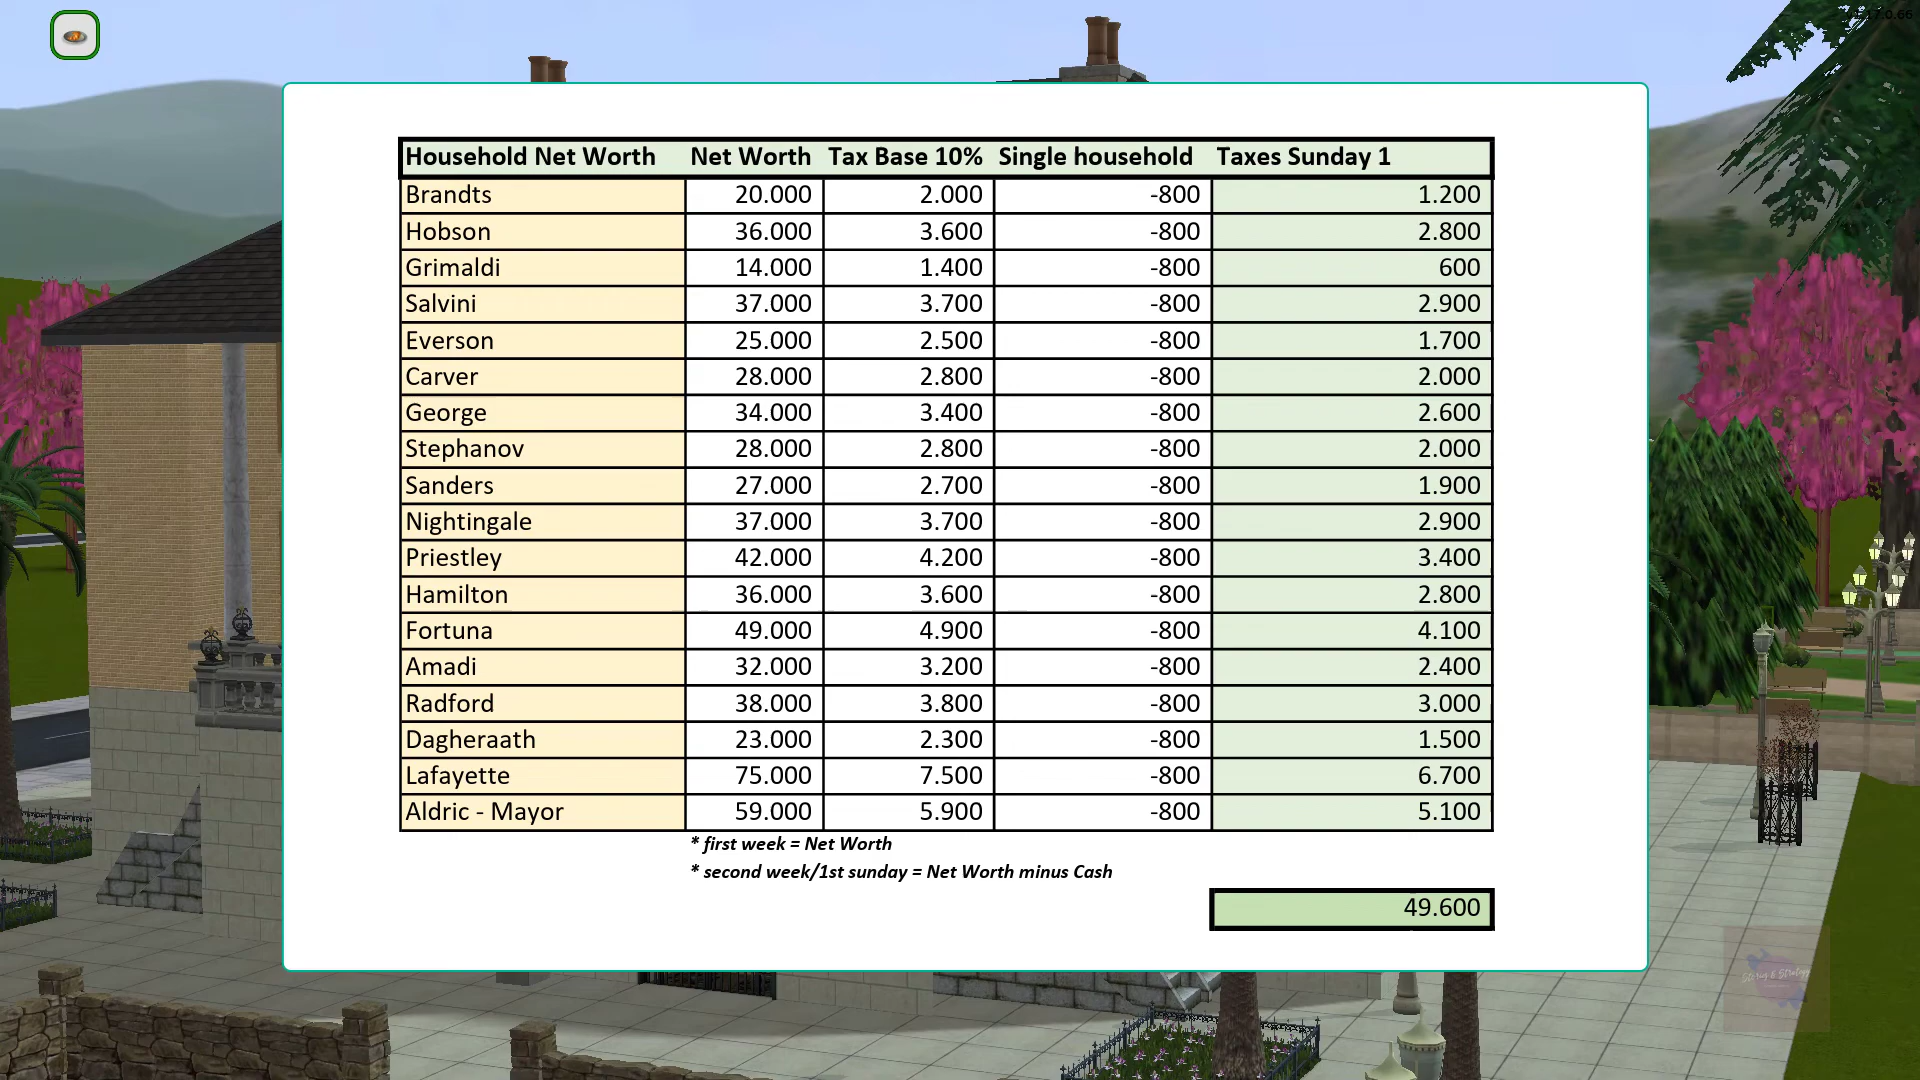 17.0.66
Household Net Worth Net Worth Tax Base 10% Single household Taxes Sunday 1
Brandts 20.000 2.000 -800 1.200
Hobson 36.000 3.600 -800 2.800
Grimaldi 14.000 1.400 -800 600
Salvini 37.000 3.700 -800 2.900
Everson 25.000 2.500 -800 1.700
Carver 28.000 2.800 -800 2.000
George 34.000 3.400 -800 2.600
Stephanov 28.000 2.800 -800 2.000
Sanders 27.000 2.700 -800 1.900
Nightingale 37.000 3.700 -800 2.900
Priestley 42.000 4.200 -800 3.400
Hamilton 36.000 3.600 -800 2.800
Fortuna 49.000 4.900 -800 4.100
Amadi 32.000 3.200 -800 2.400
Radford 38.000 3.800 -800 3.000
Dagheraath 23.000 2.300 -800 1.500
Lafayette 75.000 7.500 -800 6.700
Aldric - Mayor 59.000 5.900 -800 5.100
* first week = Net Worth
* second week/1st sunday = Net Worth minus Cash
49.600
Stories & Strategy